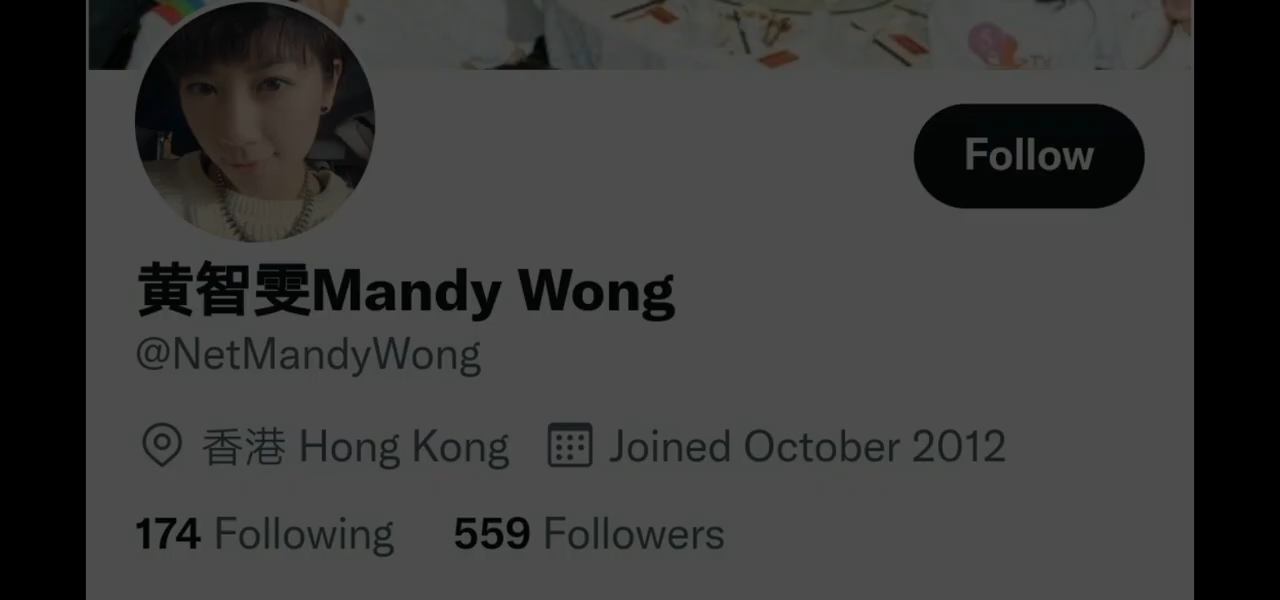 Follow
黄智雯Mandy Wong
@NetMandyWong
香港 Hong Kong Joined October 2012
174 Following 559 Followers